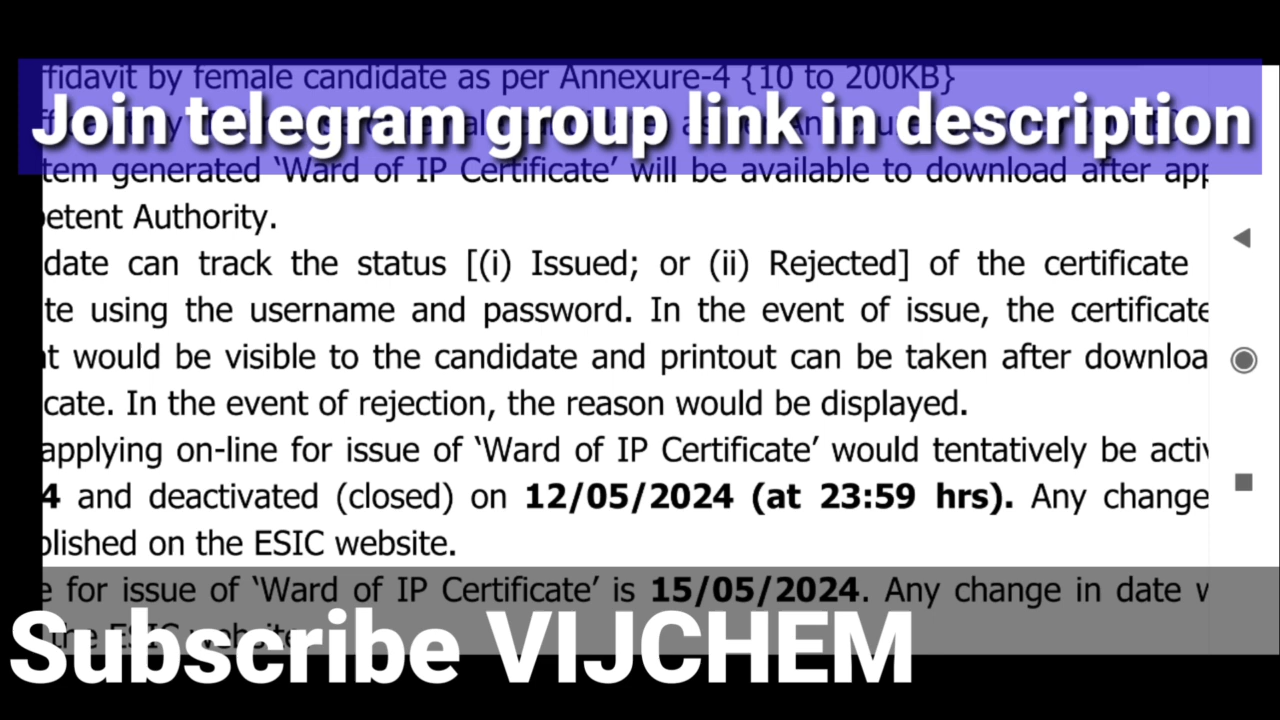 ffidavit by female candidate as per Annexure-4 {10 to 200KB}
Join telegram group link in description
tem generated ‘Ward of IP Certificate’ will be available to download after app
petent Authority.
date can track the status [(i) Issued; or (ii) Rejected] of the certificate
te using the username and password. In the event of issue, the certificate
t would be visible to the candidate and printout can be taken after downloa
cate. In the event of rejection, the reason would be displayed.
applying on-line for issue of ‘Ward of IP Certificate’ would tentatively be activ
4 and deactivated (closed) on 12/05/2024 (at 23:59 hrs). Any change
blished on the ESIC website.
e for issue of ‘Ward of IP Certificate’ is 15/05/2024. Any change in date w
the ESIC website
Subscribe VIJCHEM